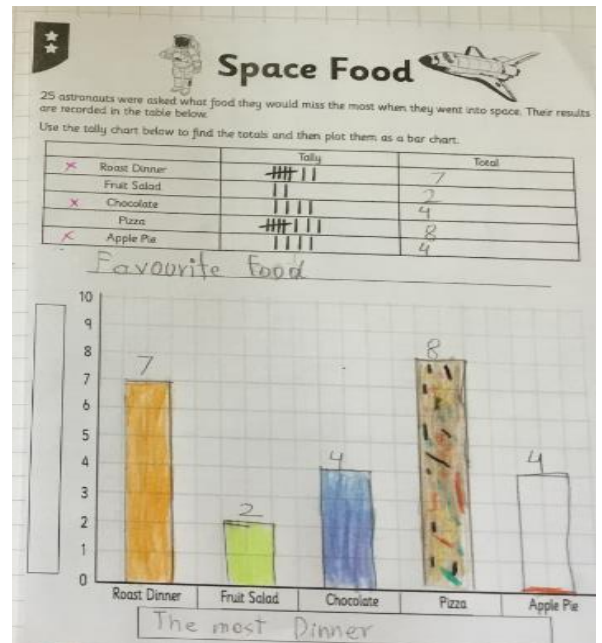 Space Food
25 astronauts were asked what food they would miss the most when they went into space. Their results
are recorded in the table below.
Use the tally chart below to find the totals and then plot them as a bar chart.
Tally Total
x Roast Dinner 7
Fruit Salad 2
x Chocolate 4
Pizza 8
x Apple Pie 4
Favourite Food
10
9
8 8
7 7
6
5
4 4 4
3
2 2
1
0
Roast Dinner Fruit Salad Chocolate Pizza Apple Pie
The most Dinner